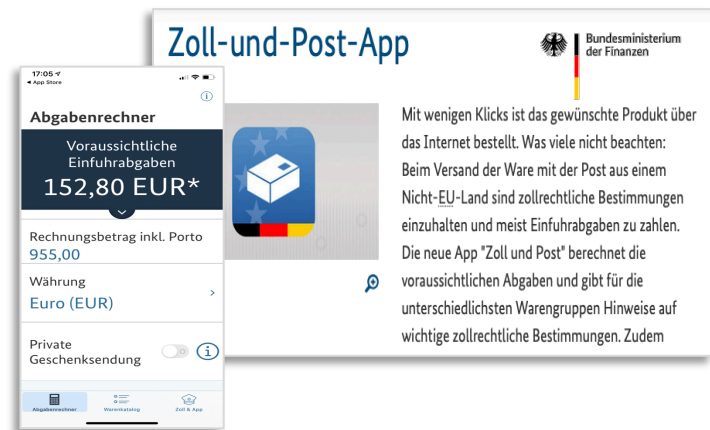 Zoll-und-Post-App
Bundesministerium
der Finanzen
Mit wenigen Klicks ist das gewünschte Produkt über
das Internet bestellt. Was viele nicht beachten:
Beim Versand der Ware mit der Post aus einem
Nicht-EU-Land sind zollrechtliche Bestimmungen
einzuhalten und meist Einfuhrabgaben zu zahlen.
Die neue App "Zoll und Post" berechnet die
voraussichtlichen Abgaben und gibt für die
unterschiedlichsten Warengruppen Hinweise auf
wichtige zollrechtliche Bestimmungen. Zudem
17:05
App Store
Abgabenrechner
Voraussichtliche
Einfuhrabgaben
152,80 EUR*
Rechnungsbetrag inkl. Porto
955,00
Währung
Euro (EUR)
Private
Geschenksendung
Abgabenrechner Warenkatalog Zoll & App